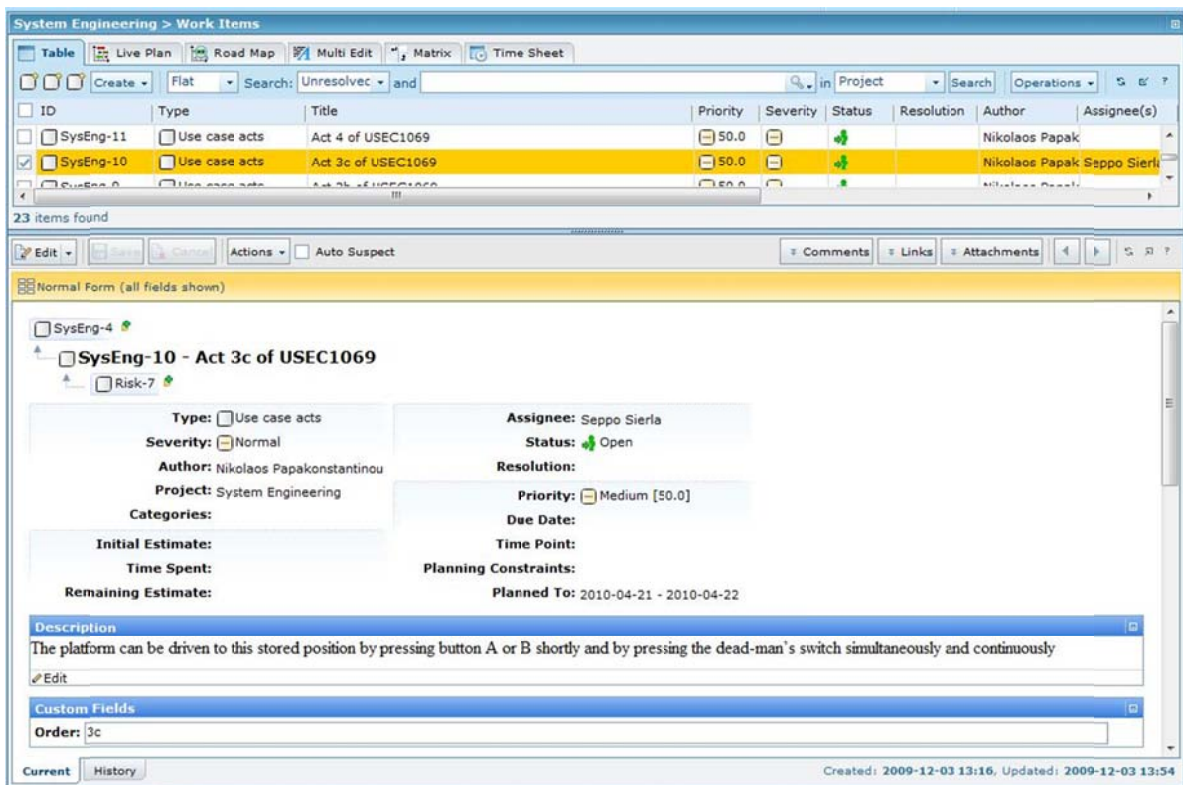 System Engineering > Work Items
Table Live Plan Road Map Multi Edit Matrix Time Sheet
Create Flat Search: Unresolvec and in Project Search Operations ?
ID Type Title Priority Severity Status Resolution Author Assignee(s)
SysEng-11 Use case acts Act 4 of USEC1069 50.0 Nikolaos Papak
SysEng-10 Use case acts Act 3c of USEC1069 50.0 Nikolaos Papak Seppo Sierla
23 items found
Edit Save Cancel Actions Auto Suspect Comments Links Attachments ?
Normal Form (all fields shown)
SysEng-4
SysEng-10 - Act 3c of USEC1069
Risk-7
Type: Use case acts Assignee: Seppo Sierla
Severity: Normal Status: Open
Author: Nikolaos Papakonstantinou Resolution:
Project: System Engineering Priority: Medium [50.0]
Categories: Due Date:
Initial Estimate: Time Point:
Time Spent: Planning Constraints:
Remaining Estimate: Planned To: 2010-04-21 - 2010-04-22
Description
The platform can be driven to this stored position by pressing button A or B shortly and by pressing the dead-man`s switch simultaneously and continuously
Edit
Custom Fields
Order: 3c
Current History Created: 2009-12-03 13:16, Updated: 2009-12-03 13:54